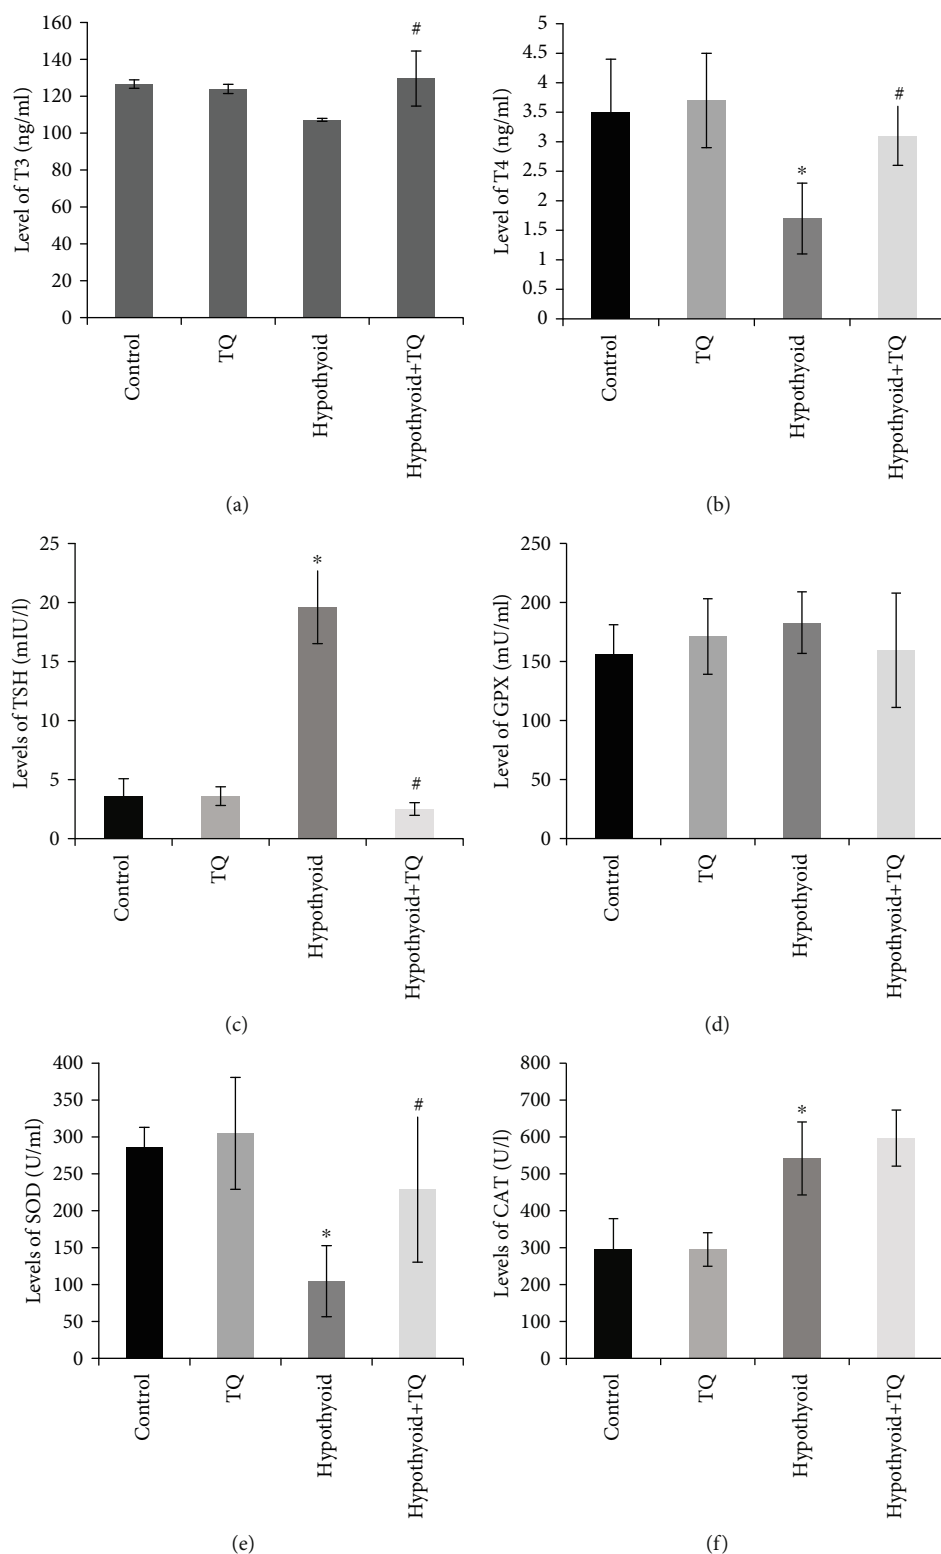 Level of T3 (ng/ml)
160
140
120
100
80
60
40
20
0
#
Control
TQ
Hypothyoid
Hypothyoid+TQ
(a)
Level of T4 (ng/ml)
5
4.5
4
3.5
3
2.5
2
1.5
1
0.5
0
*
#
Control
TQ
Hypothyoid
Hypothyoid+TQ
(b)
Levels of TSH (mIU/l)
25
20
15
10
5
0
*
#
Control
TQ
Hypothyoid
Hypothyoid+TQ
(c)
Level of GPX (mU/ml)
250
200
150
100
50
0
Control
TQ
Hypothyoid
Hypothyoid+TQ
(d)
Levels of SOD (U/ml)
400
350
300
250
200
150
100
50
0
*
#
Control
TQ
Hypothyoid
Hypothyoid+TQ
(e)
Levels of CAT (U/l)
800
700
600
500
400
300
200
100
0
*
Control
TQ
Hypothyoid
Hypothyoid+TQ
(f)